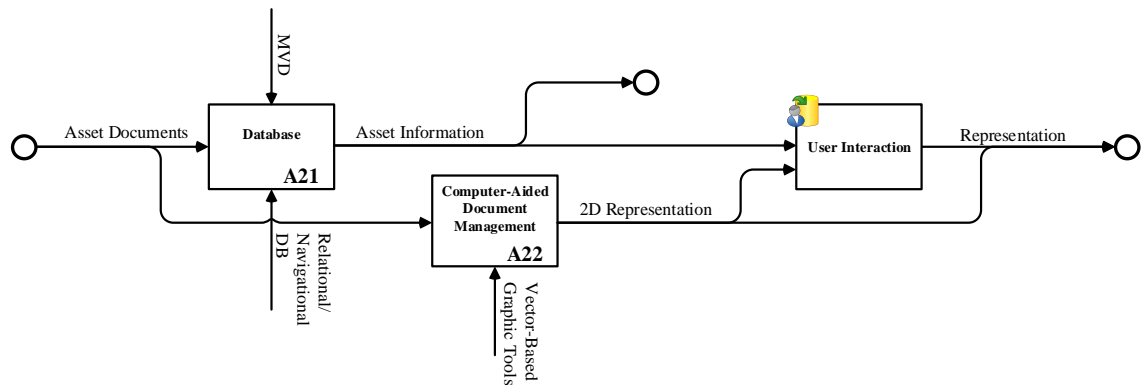 MVD
Asset Documents
Database
A21
Asset Information
User Interaction
Representation
Computer-Aided
Document
Management
A22
2D Representation
Relational/
Navigational
DB
Vector-Based
Graphic Tools